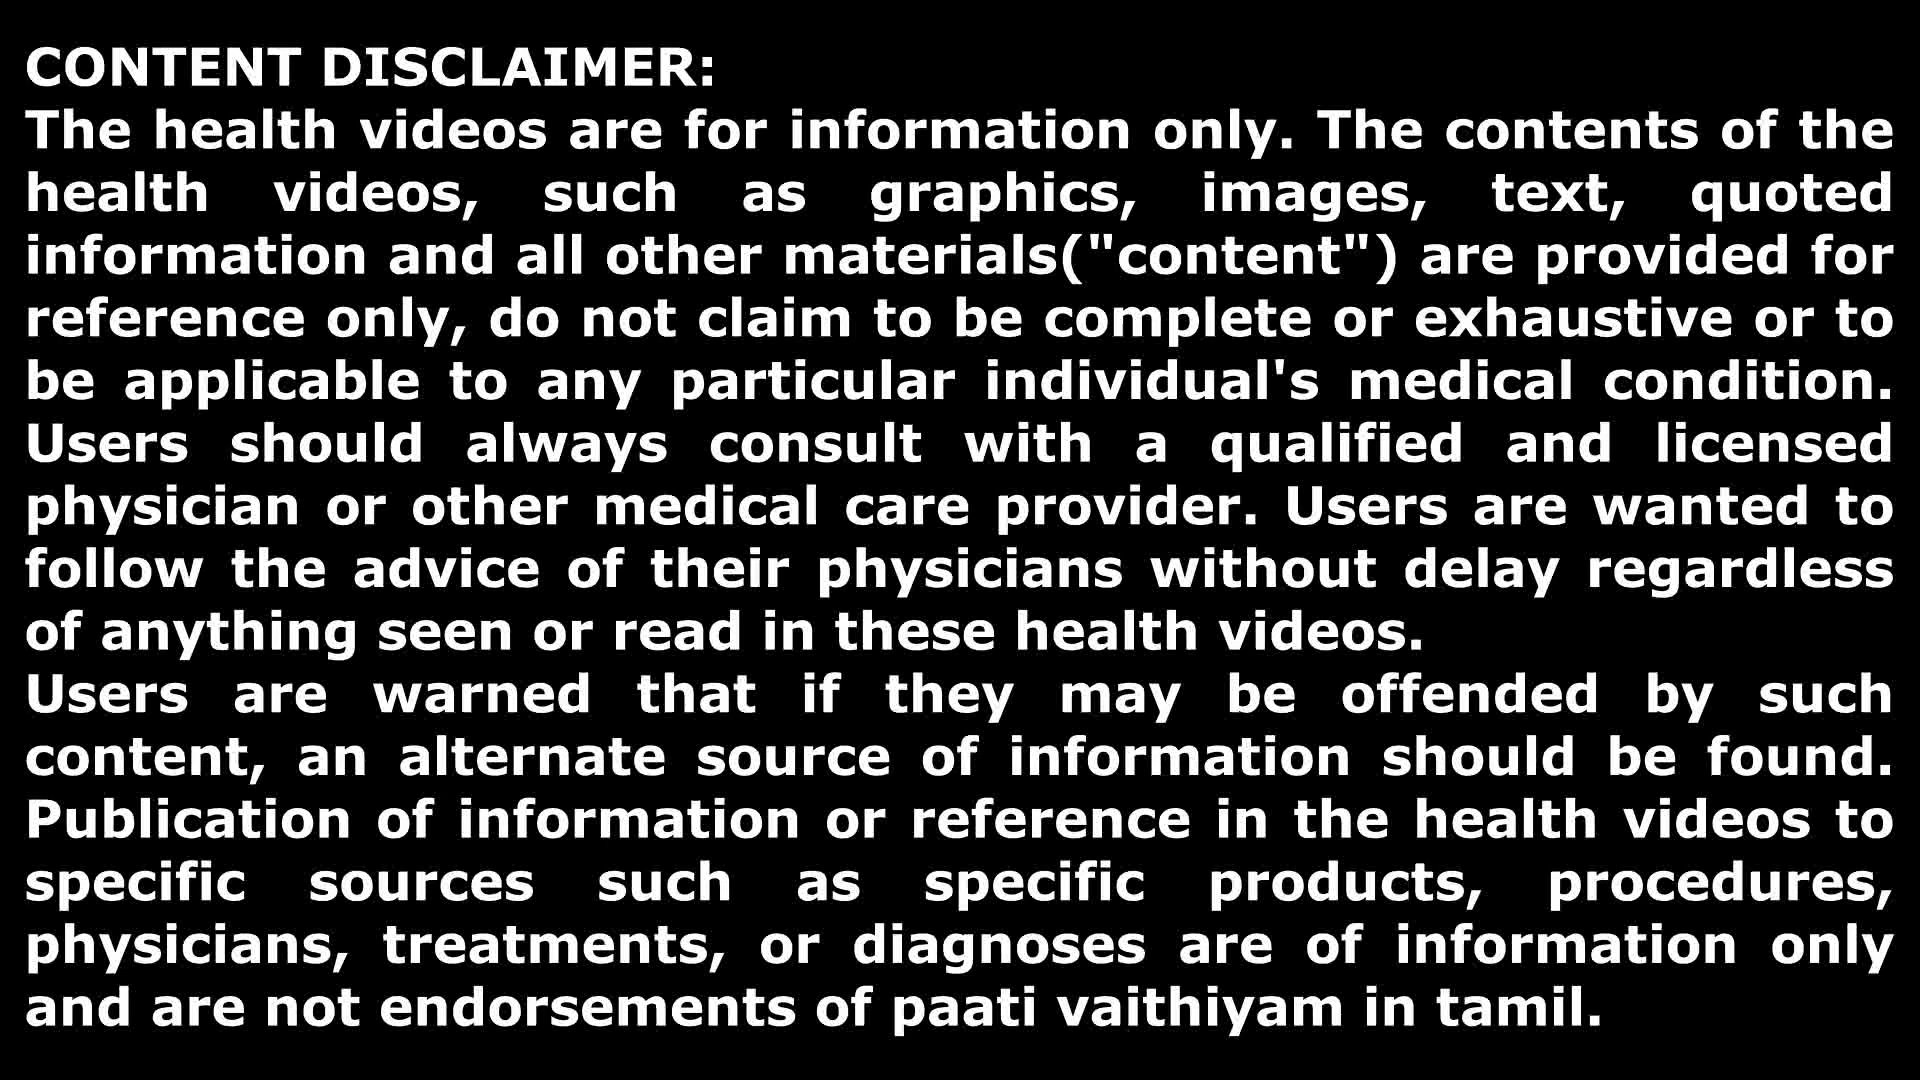 CONTENT DISCLAIMER:
The health videos are for information only. The contents of the
health videos, such as graphics, images, text, quoted
information and all other materials("content") are provided for
reference only, do not claim to be complete or exhaustive or to
be applicable to any particular individual's medical condition.
Users should always consult with a qualified and licensed
physician or other medical care provider. Users are wanted to
follow the advice of their physicians without delay regardless
of anything seen or read in these health videos.
Users are warned that if they may be offended by such
content, an alternate source of information should be found.
Publication of information or reference in the health videos to
specific sources such as specific products, procedures,
physicians, treatments, or diagnoses are of information only
and are not endorsements of paati vaithiyam in tamil.